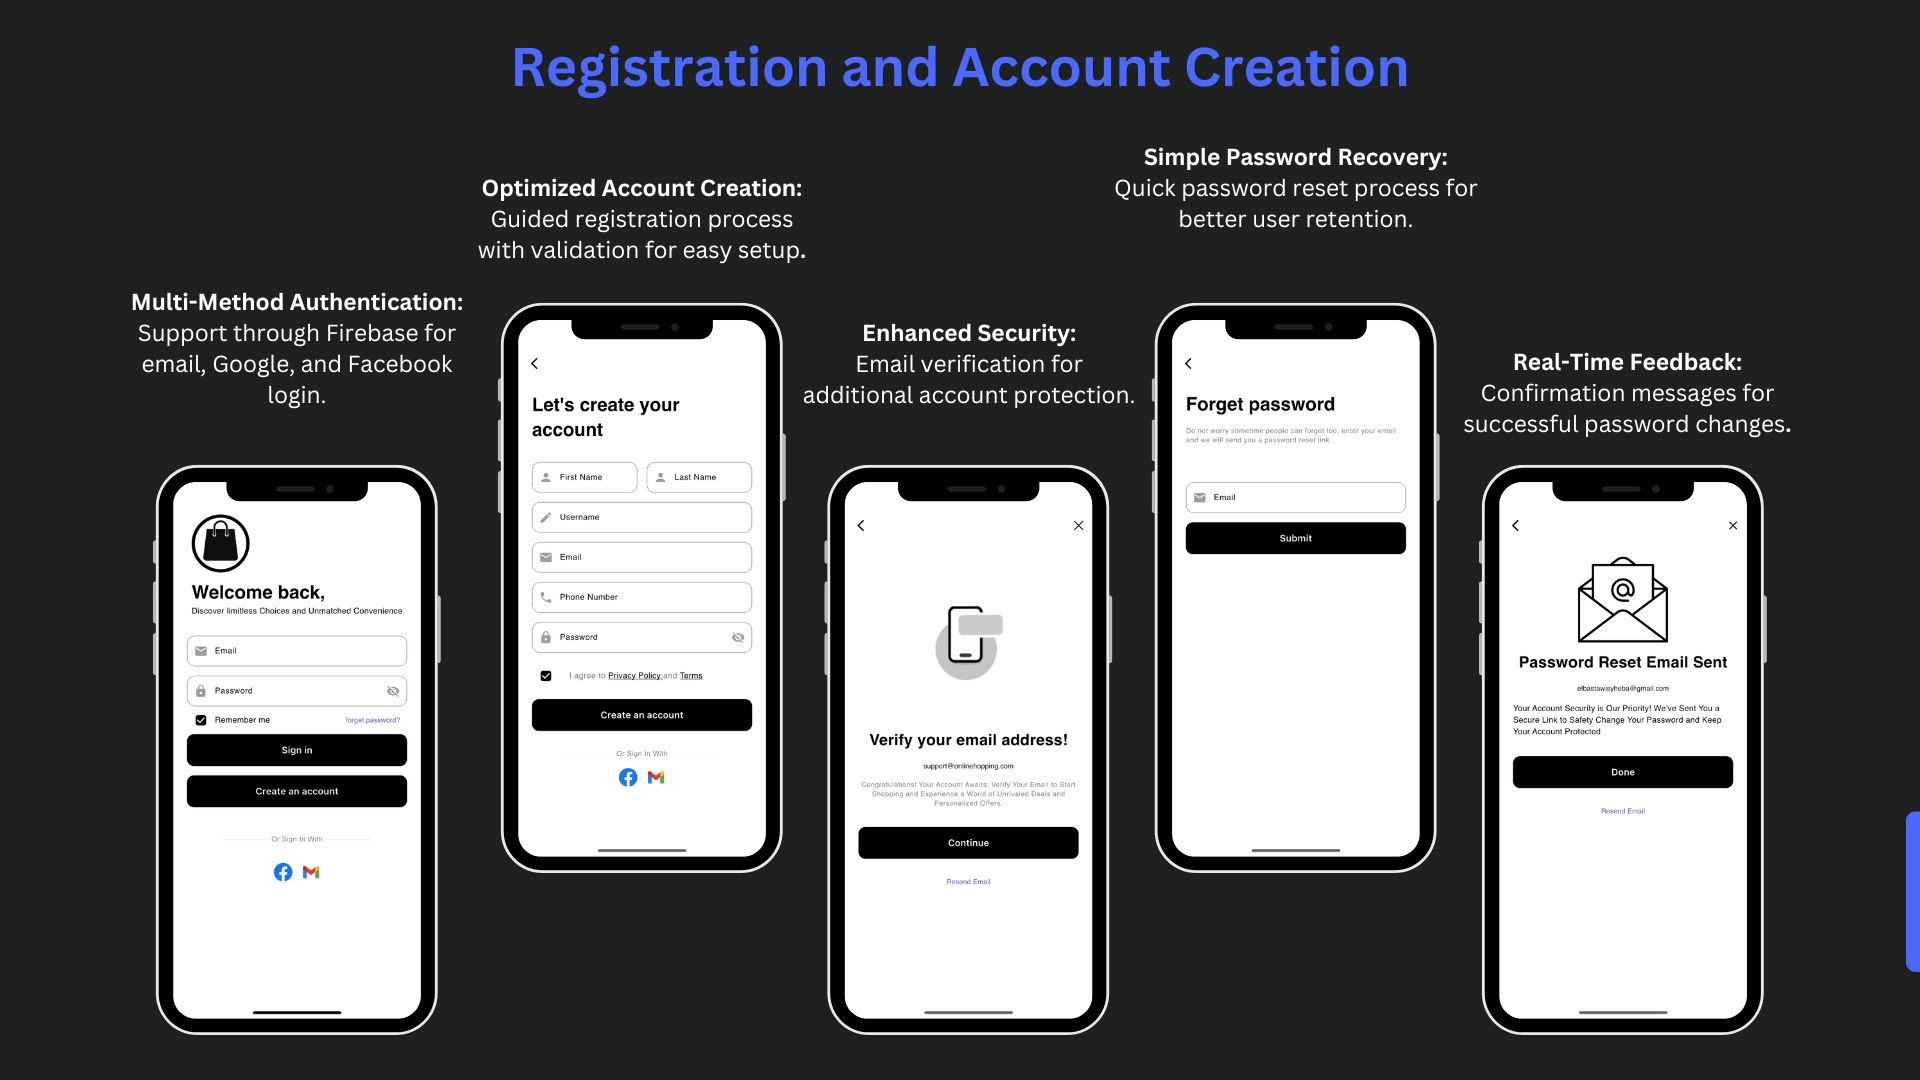 Registration and Account Creation
Multi-Method Authentication:
Support through Firebase for
email, Google, and Facebook
login.
Welcome back,
Discover limitless Choices and Unmatched Convenience
Email
Password
Remember me
forget password?
Sign in
Create an account
Or Sign In With
Optimized Account Creation:
Guided registration process
with validation for easy setup.
Let's create your
account
First Name
Last Name
Username
Email
Phone Number
Password
I agree to Privacy Policy and Terms
Create an account
Or Sign In With
Enhanced Security:
Email verification for
additional account protection.
Verify your email address!
support@onlinehopping.com
Congratulations! Your Account Awaits: Verify Your Email to Start
Shopping and Experience a World of Unrivaled Deals and
Personalized Offers.
Continue
Resend Email
Simple Password Recovery:
Quick password reset process for
better user retention.
Forget password
Do not worry sometime people can forget too, enter your email
and we will send you a password reset link
Email
Submit
Real-Time Feedback:
Confirmation messages for
successful password changes.
@
Password Reset Email Sent
elbastawisyheba@gmail.com
Your Account Security is Our Priority! We've Sent You a
Secure Link to Safety Change Your Password and Keep
Your Account Protected
Done
Resend Email